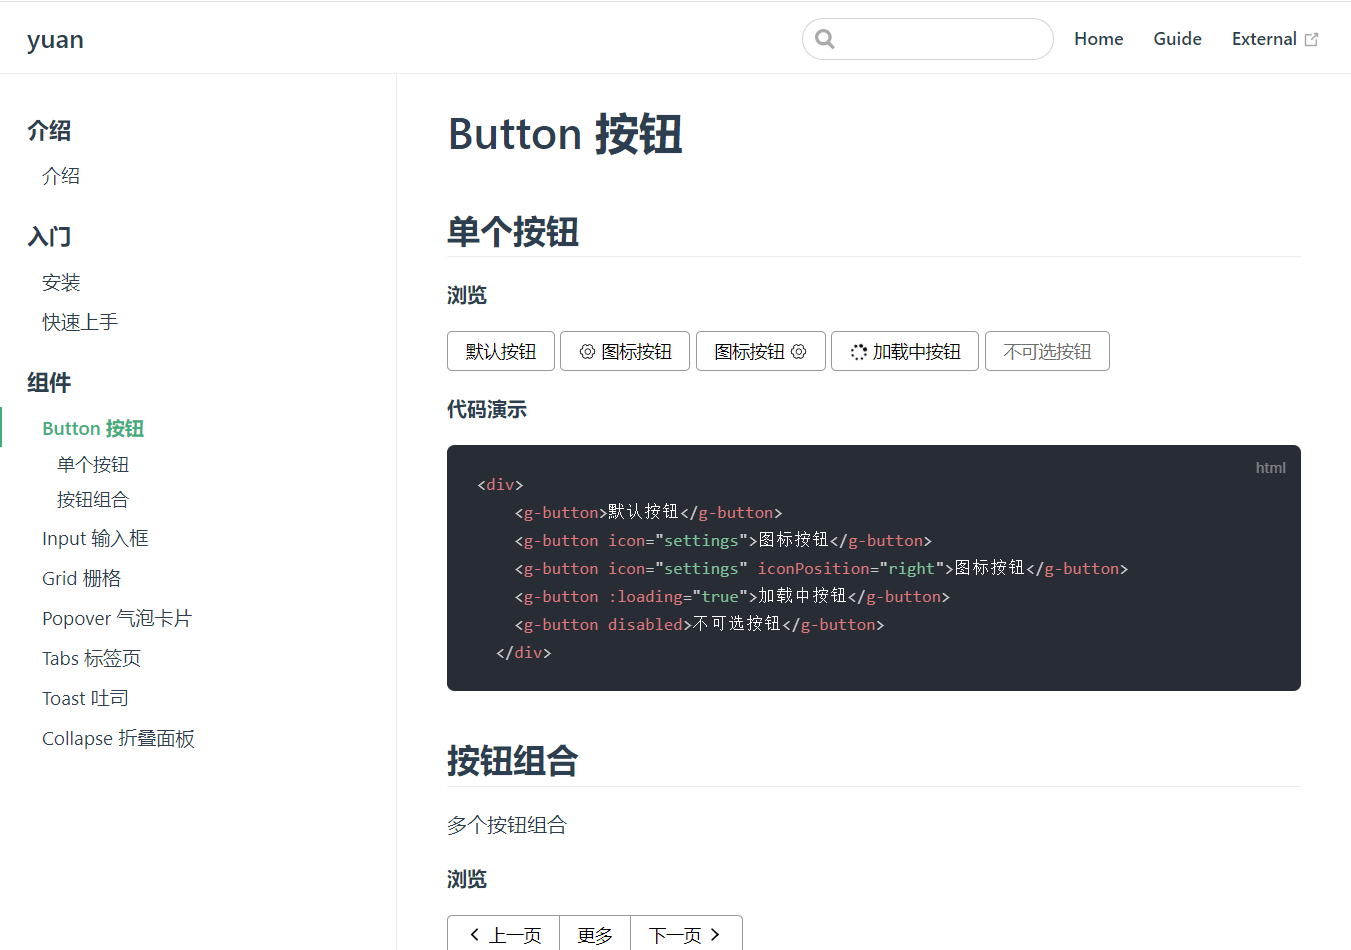 yuan
Home Guide External
介绍
介绍
入门
安装
快速上手
组件
Button 按钮
单个按钮
按钮组合
Input 输入框
Grid 栅格
Popover 气泡卡片
Tabs 标签页
Toast 吐司
Collapse 折叠面板
Button 按钮
单个按钮
浏览
默认按钮 图标按钮 图标按钮 加载中按钮 不可选按钮
代码演示
html
<div>
<g-button>默认按钮</g-button>
<g-button icon="settings">图标按钮</g-button>
<g-button icon="settings" iconPosition="right">图标按钮</g-button>
<g-button :loading="true">加载中按钮</g-button>
<g-button disabled>不可选按钮</g-button>
</div>
按钮组合
多个按钮组合
浏览
上一页 更多 下一页